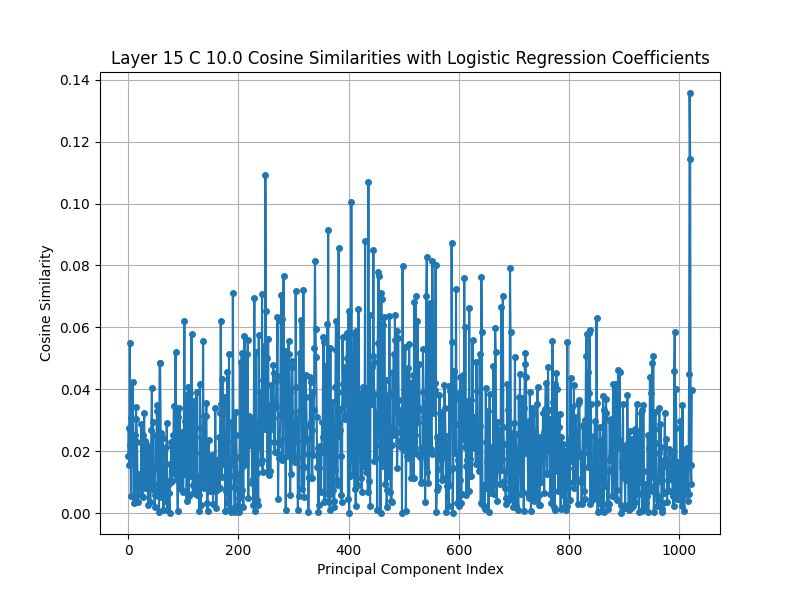 Layer 15 C 10.0 Cosine Similarities with Logistic Regression Coefficients
0.14
0.12
0.10
0.08
0.06
0.04
0.02
0.00
Cosine Similarity
0 200 400 600 800 1000
Principal Component Index